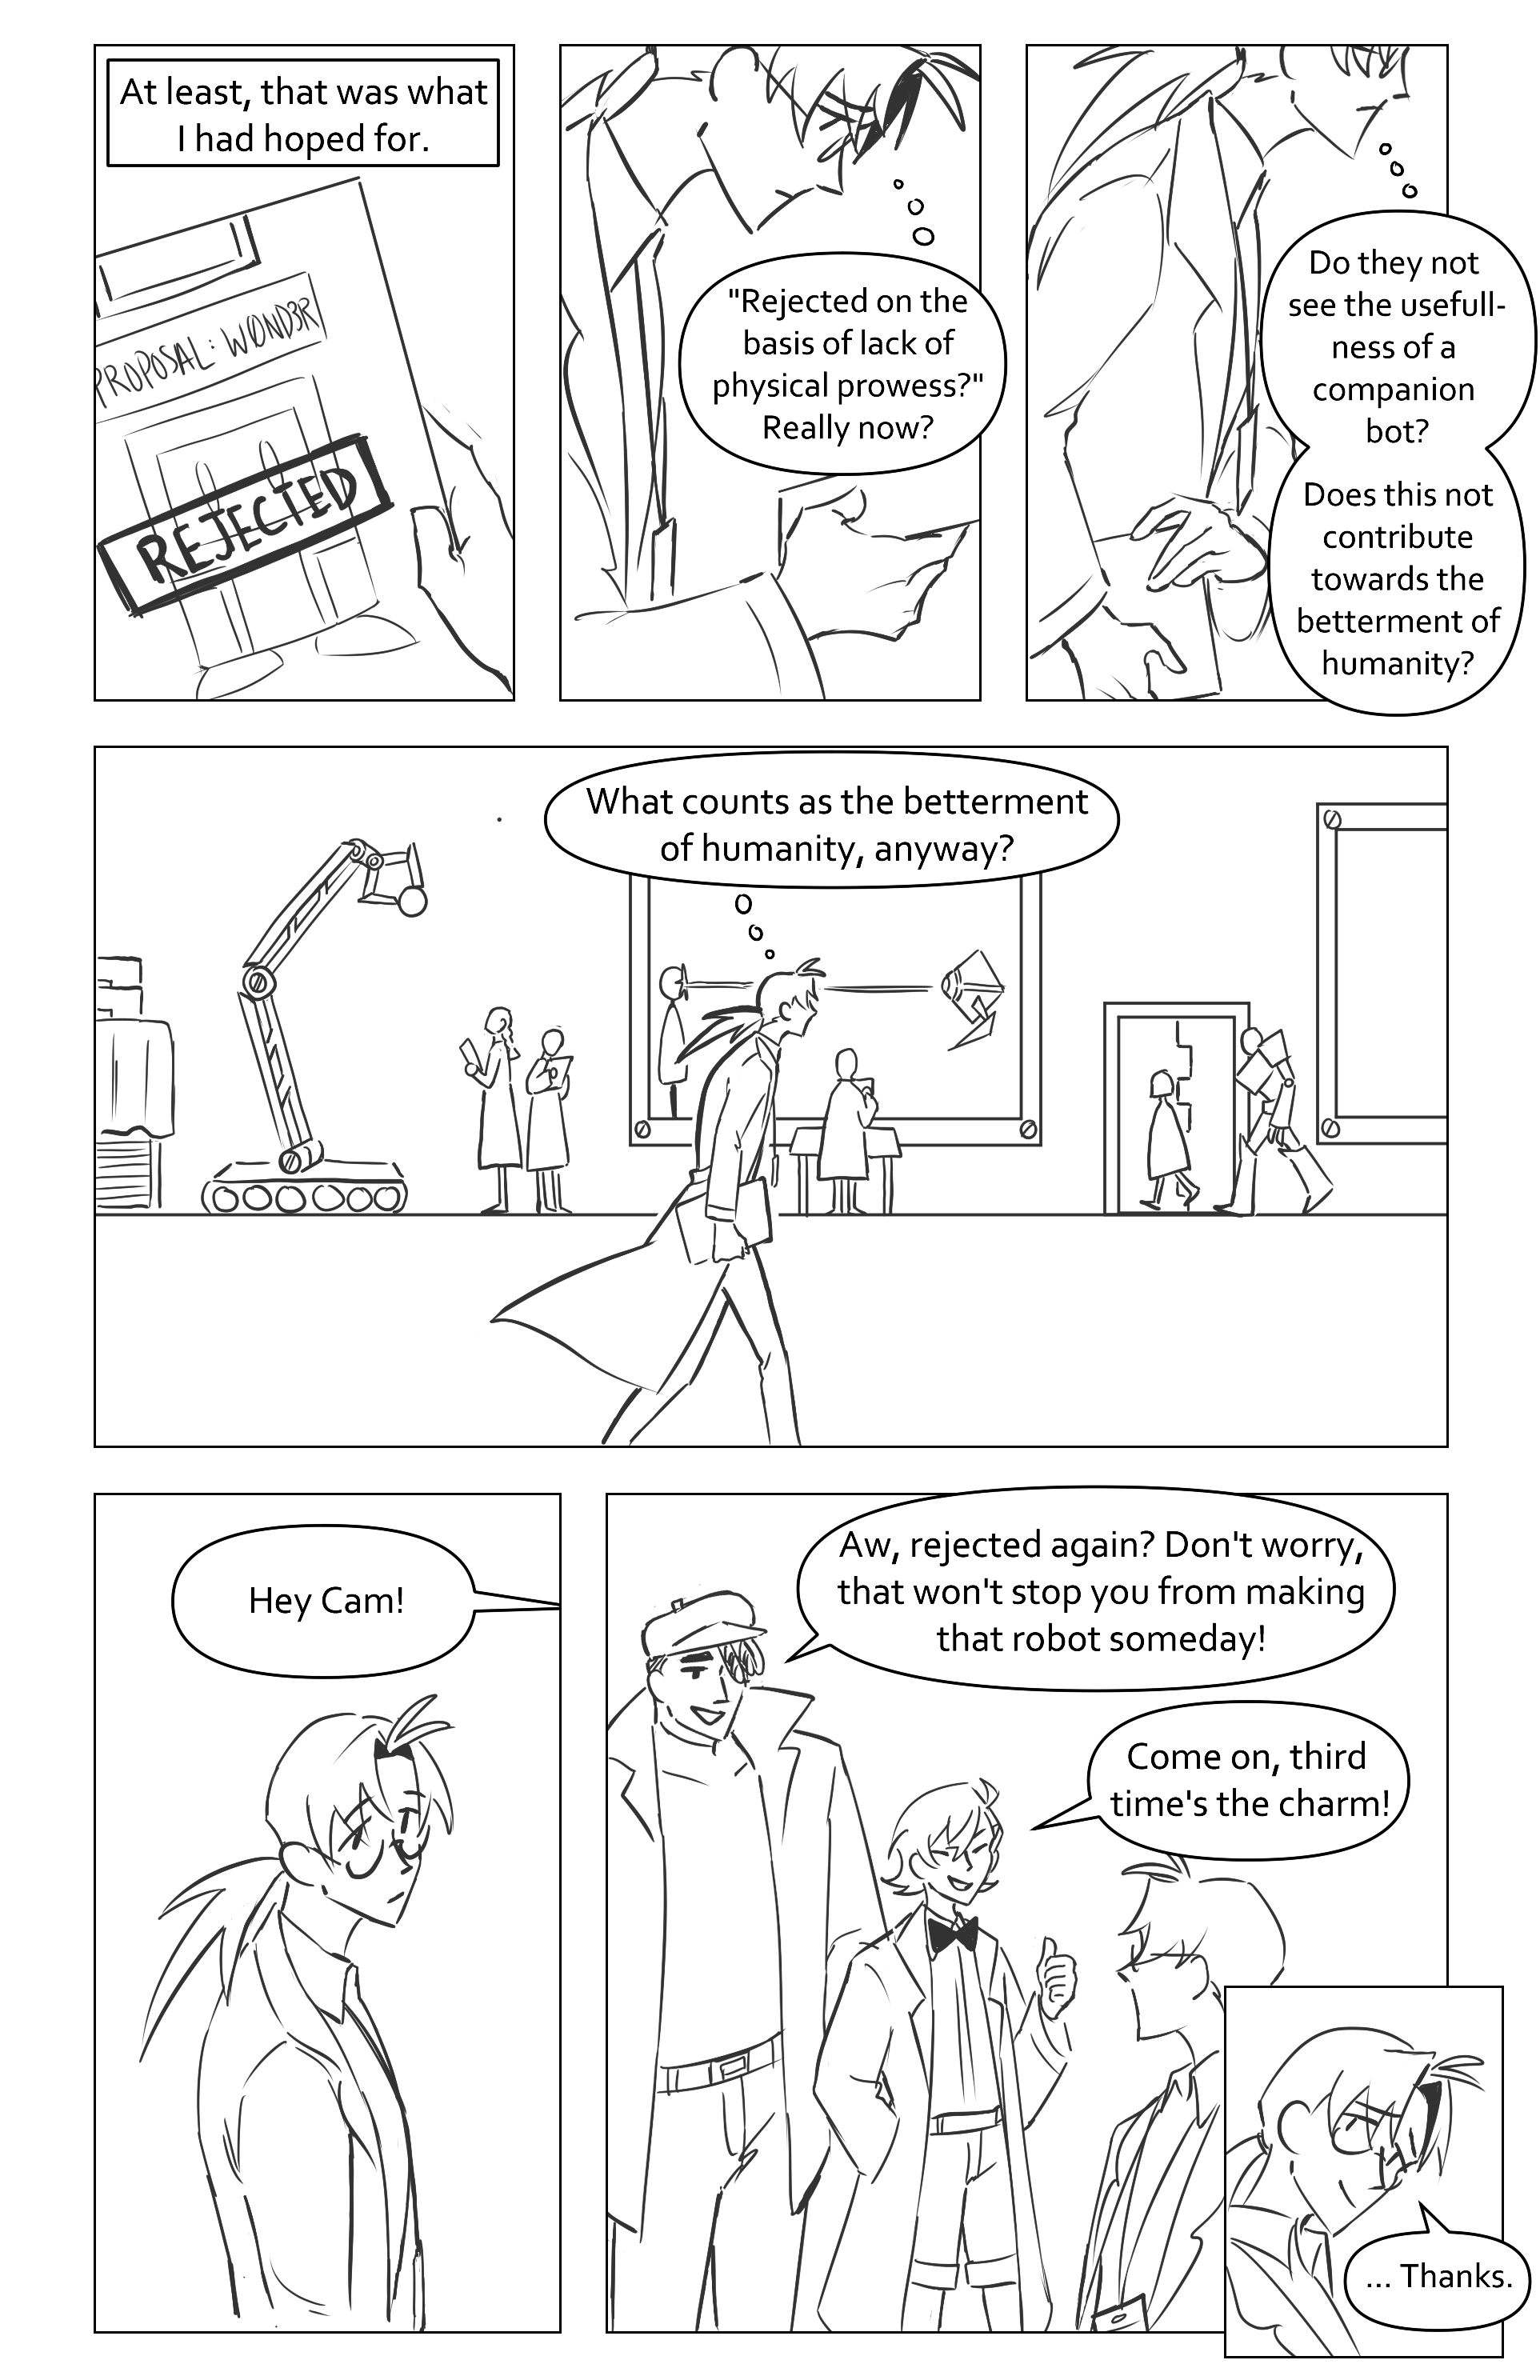 At least, that was what
I had hoped for.
PROPOSAL: W0ND3R
REJECTED
"Rejected on the
basis of lack of
physical prowess?"
Really now?
Do they not
see the usefull-
ness of a
companion
bot?
Does this not
contribute
towards the
betterment of
humanity?
What counts as the betterment
of humanity, anyway?
Hey Cam!
Aw, rejected again? Don't worry,
that won't stop you from making
that robot someday!
Come on, third
time's the charm!
... Thanks.